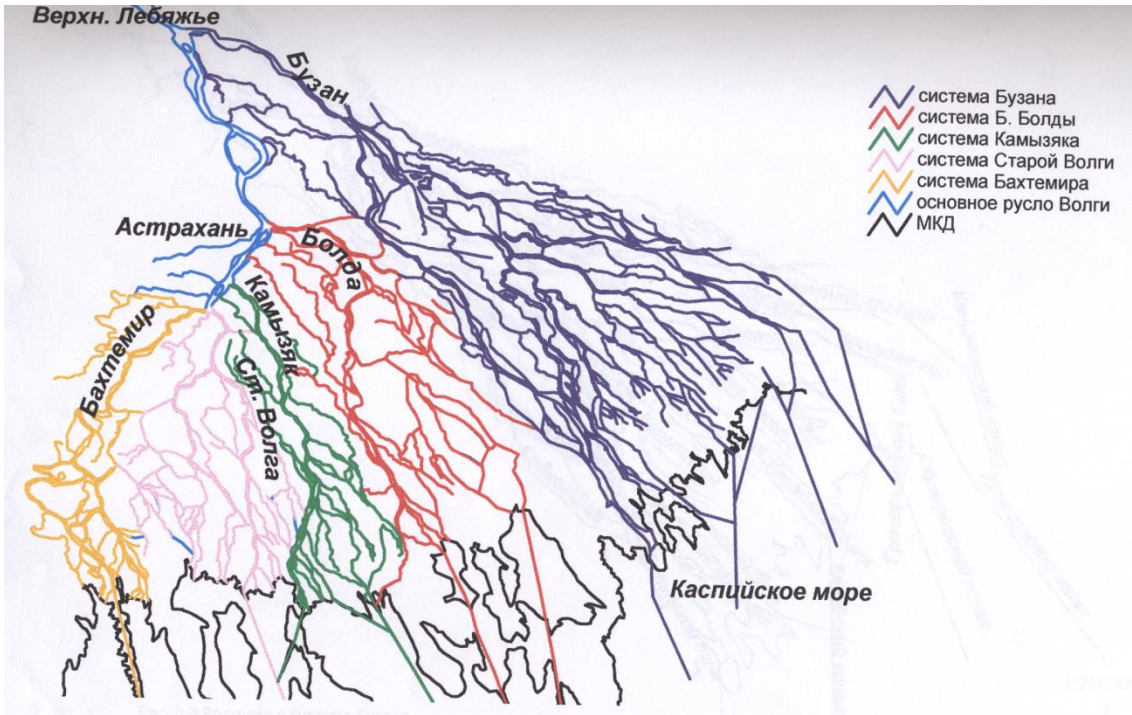 Верхн. Лебяжье
Бузан
система Бузана
система Б. Болды
система Камызяка
система Старой Волги
система Бахтемира
основное русло Волги
МКД
Астрахань
Болда
Камызяк
Бахтемир
Ст. Волга
Каспийское море